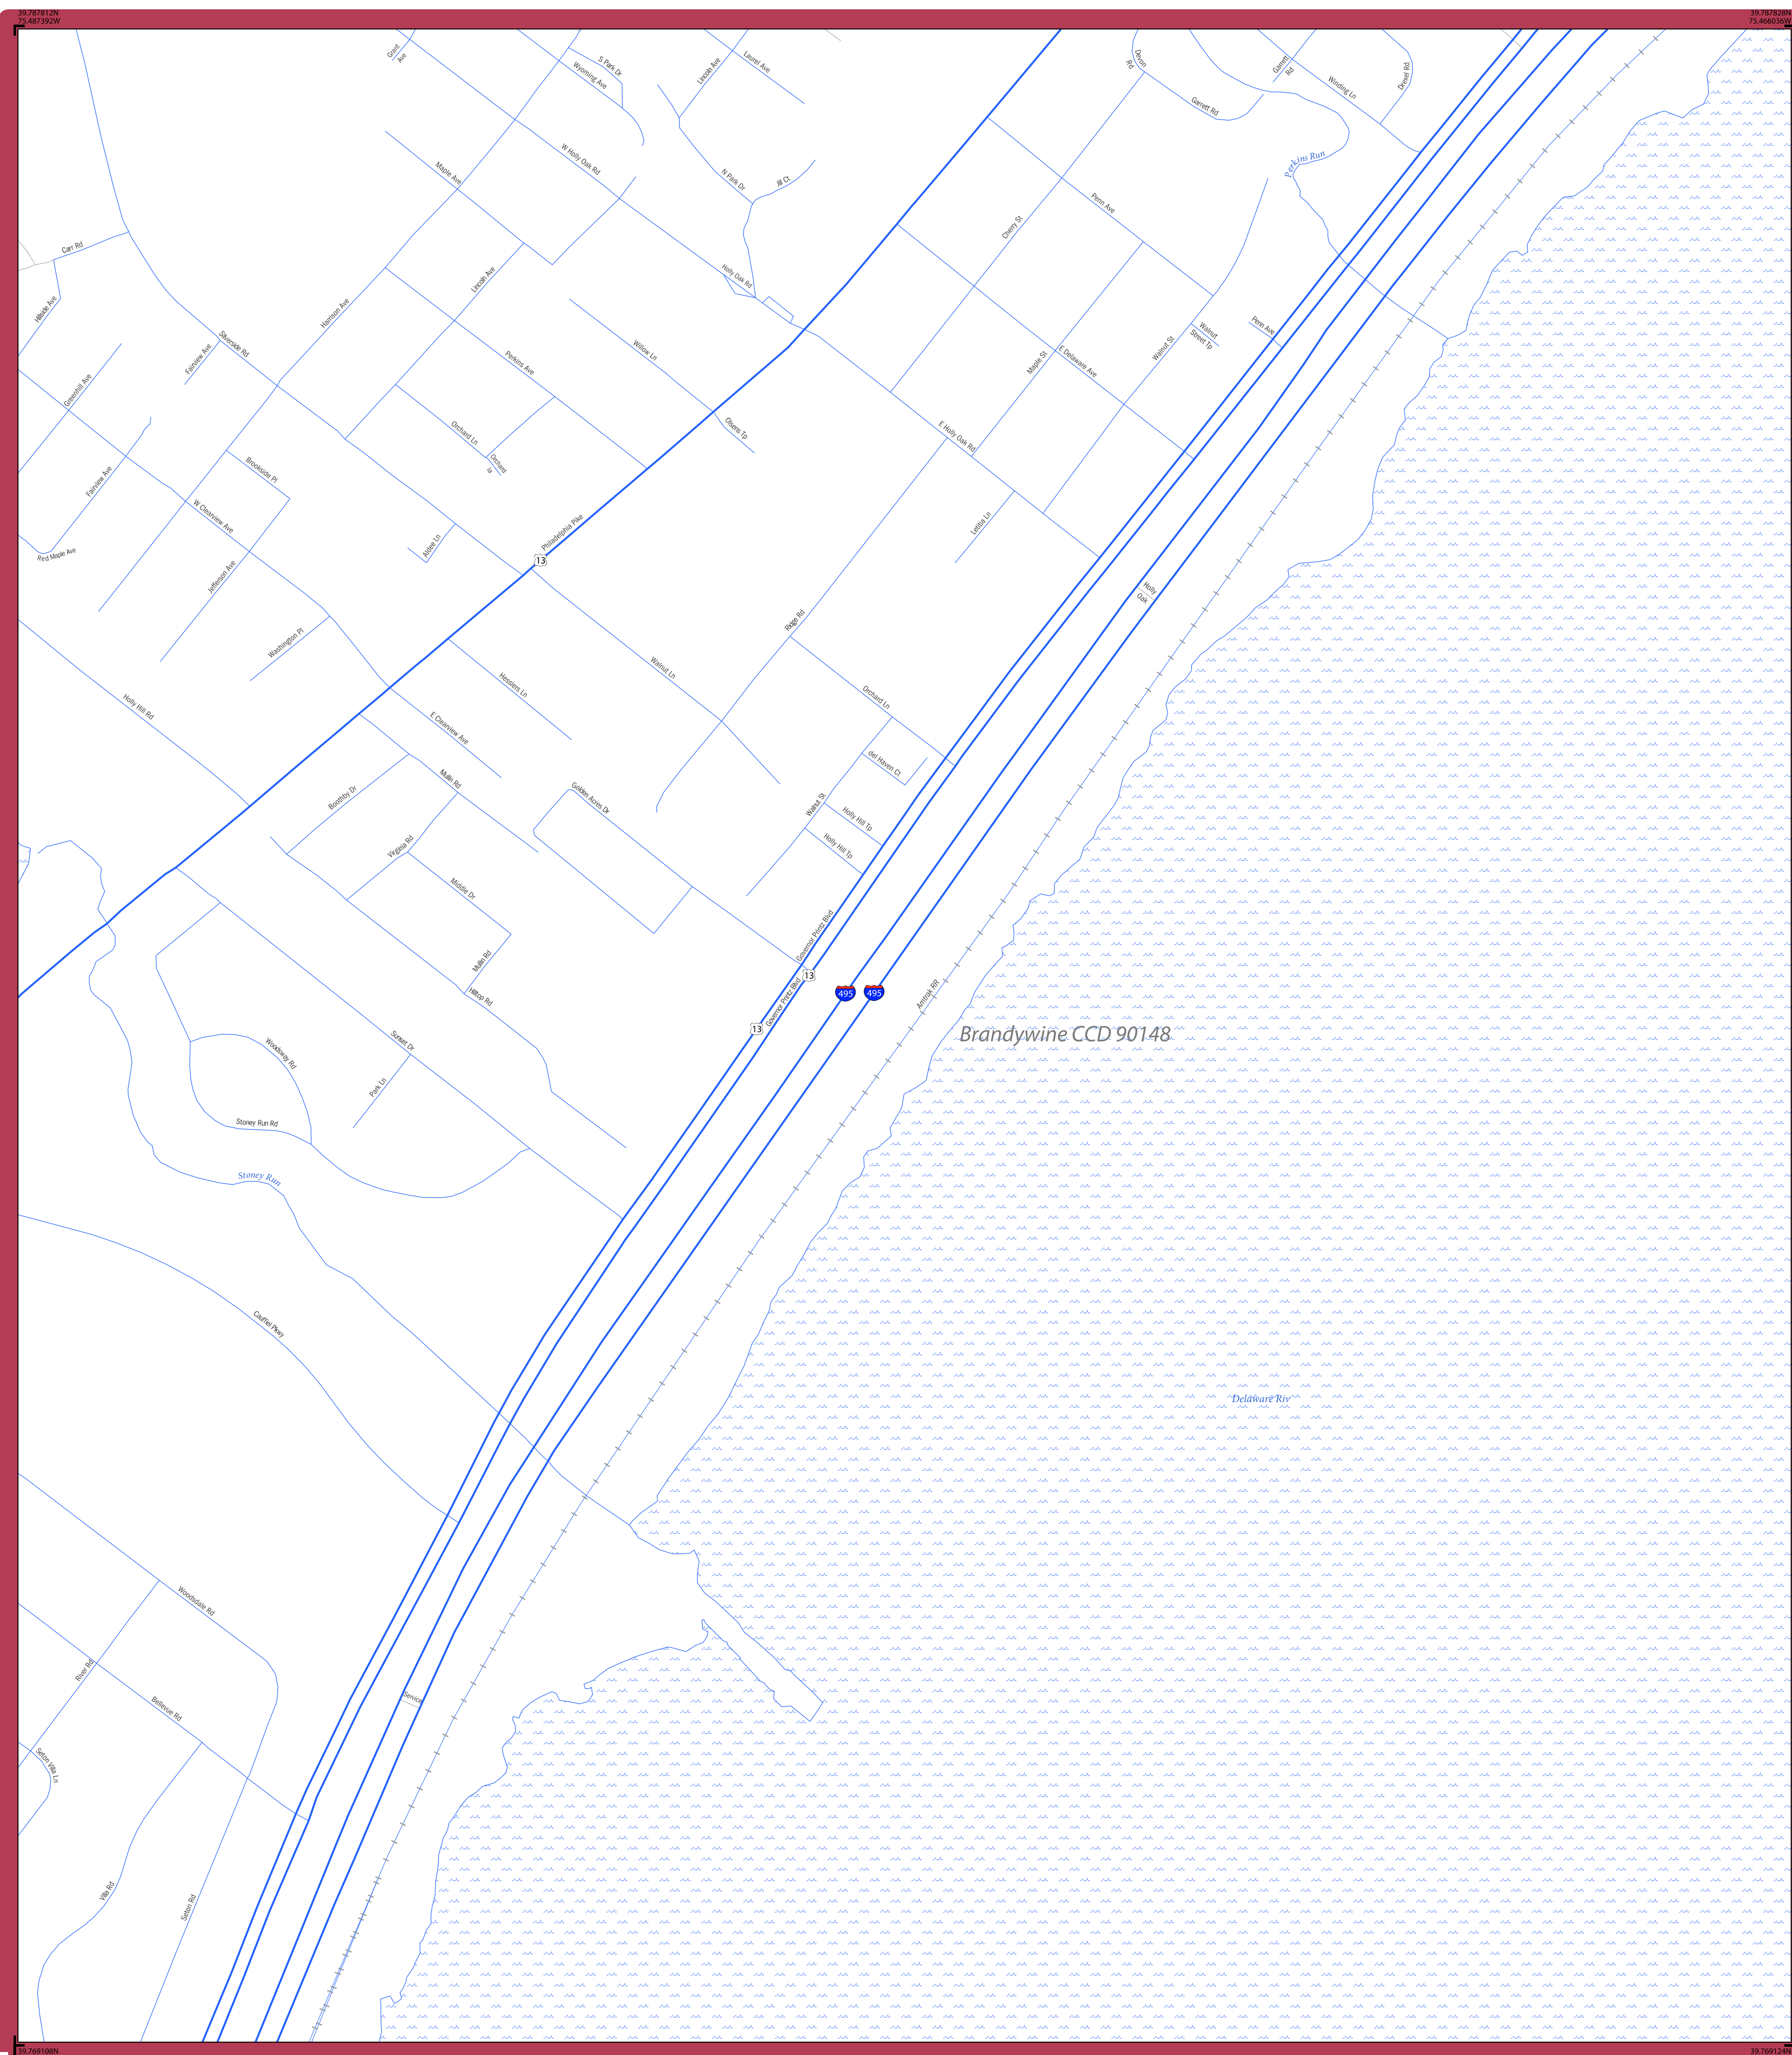 39.787812N
75.487392W
39.787828N
75.466036W
Grant
Ave
S Park Dr
Wyoming Ave
Lincoln Ave
Laurel Ave
Devon
Rd
Garrett Rd
Garrett
Rd
Winding Ln
Drexel Rd
W Holly Oak Rd
Maple Ave
N Park Dr
Jill Ct
Perkins Run
Penn Ave
Cherry St
Carr Rd
Hillside Ave
Harrison Ave
Lincoln Ave
Holly Oak Rd
Silverside Rd
Fairview Ave
Greenhill Ave
Perkins Ave
Willow Ln
Maple St
E Delaware Ave
Walnut St
Walnut
Street Tp
Penn Ave
Orchard Ln
Orchard
la
Olsens Tp
E Holly Oak Rd
Brookside Pl
Fairview Ave
W Clearview Ave
Red Maple Ave
Aldee Ln
Philadelphia Pike
13
Letitia Ln
Jefferson Ave
Holly
Oak
Washington Pl
Ridge Rd
Walnut Ln
Hesslers Ln
Orchard Ln
Holly Hill Rd
E Clearview Ave
del Haven Ct
Mullin Rd
Boothby Dr
Golden Acres Dr
Walnut St
Holly Hill Tp
Holly Hill Tp
Virginia Rd
Middle Dr
Mullin Rd
Hilltop Rd
Governor Printz Blvd
13
Governor Printz Blvd
13
495
495
Amtrak RR
Brandywine CCD 90148
Sunset Dr
Woodsway Rd
Park Ln
Stoney Run Rd
Stoney Run
Cauffiel Pkwy
Delaware Riv
Woodsdale Rd
River Rd
Bellevue Rd
Service
Seton Villa Ln
Villa Rd
Seton Rd
39.769108N
39.769124N